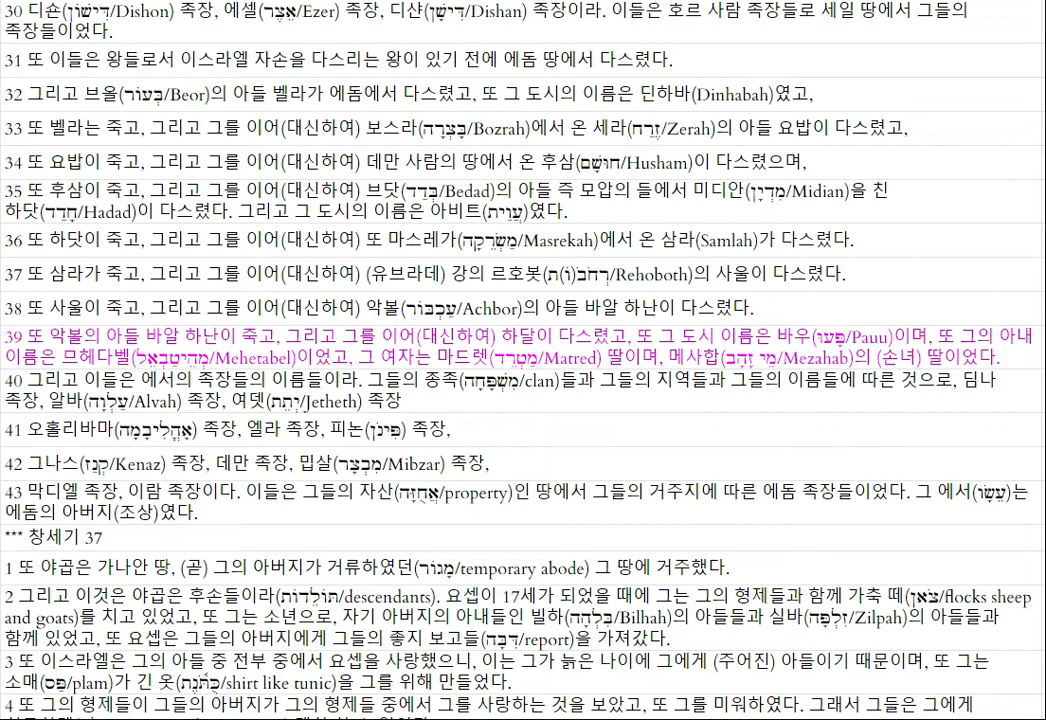 30 디숀(דִּישׁוֹן/Dishon) 족장, 에셀(אֵצֶר/Ezer) 족장, 디샨(דִּישָׁן/Dishan) 족장이라. 이들은 호르 사람 족장들로 세일 땅에서 그들의
족장들이었다.
31 또 이들은 왕들로서 이스라엘 자손을 다스리는 왕이 있기 전에 에돔 땅에서 다스렸다.
32 그리고 브올(בְּעוֹר/Beor)의 아들 벨라가 에돔에서 다스렸고, 또 그 도시의 이름은 딘하바(Dinhabah)였고,
33 또 벨라는 죽고, 그리고 그를 이어(대신하여) 보스라(בָּצְרָה/Bozrah)에서 온 세라(זֶרַח/Zerah)의 아들 요밥이 다스렸고,
34 또 요밥이 죽고, 그리고 그를 이어(대신하여) 데만 사람의 땅에서 온 후삼(חוּשָׁם/Husham)이 다스렸으며,
35 또 후삼이 죽고, 그리고 그를 이어(대신하여) 브닷(בְּדַד/Bedad)의 아들 즉 모압의 들에서 미디안(מִדְיָן/Midian)을 친
하닷(חָדַד/Hadad)이 다스렸다. 그리고 그 도시의 이름은 아비트(עֲוִית)였다.
36 또 하닷이 죽고, 그리고 그를 이어(대신하여) 또 마스레가(מַשְׂרֵקָה/Masrekah)에서 온 삼라(Samlah)가 다스렸다.
37 또 삼라가 죽고, 그리고 그를 이어(대신하여) (유브라데) 강의 르호봇(רְחֹב(וֹ)ת/Rehoboth)의 사울이 다스렸다.
38 또 사울이 죽고, 그리고 그를 이어(대신하여) 악볼(עַכְבּוֹר/Achbor)의 아들 바알 하난이 다스렸다.
39 또 악볼의 아들 바알 하난이 죽고, 그리고 그를 이어(대신하여) 하달이 다스렸고, 또 그 도시 이름은 바우(פָּעוּ/Pauu)이며, 또 그의 아내
이름은 므헤다벨(מְהֵיטַבְאֵל/Mehetabel)이었고, 그 여자는 마드렛(מַטְרֵד/Matred) 딸이며, 메사합(מֵי זָהָב/Mezahab)의 (손녀) 딸이었다.
40 그리고 이들은 에서의 족장들의 이름들이라. 그들의 종족(מִשְׁפָּחָה/clan)들과 그들의 지역들과 그들의 이름들에 따른 것으로, 딤나
족장, 알바(עַלְוָה/Alvah) 족장, 여뎃(יְתֵת/Jetheth) 족장
41 오홀리바마(אָהֳלִיבָמָה) 족장, 엘라 족장, 피논(פִּינֹן) 족장,
42 그나스(קְנַז/Kenaz) 족장, 데만 족장, 밉살(מִבְצָר/Mibzar) 족장,
43 막디엘 족장, 이람 족장이다. 이들은 그들의 자산(אֲחֻזָּה/property)인 땅에서 그들의 거주지에 따른 에돔 족장들이었다. 그 에서(עֵשָׂו)는
에돔의 아버지(조상)였다.
*** 창세기 37
1 또 야곱은 가나안 땅, (곧) 그의 아버지가 거류하였던(מָגוֹר/temporary abode) 그 땅에 거주했다.
2 그리고 이것은 야곱은 후손들이라(תּוֹלֵדוֹת/descendants). 요셉이 17세가 되었을 때에 그는 그의 형제들과 함께 가축 떼(צֹאן/flocks sheep
and goats)를 치고 있었고, 또 그는 소년으로, 자기 아버지의 아내들인 빌하(בִּלְהָה/Bilhah)의 아들들과 실바(זִלְפָּה/Zilpah)의 아들들과
함께 있었고, 또 요셉은 그들의 아버지에게 그들의 좋지 보고들(דִּבָּה/report)을 가져갔다.
3 또 이스라엘은 그의 아들 중 전부 중에서 요셉을 사랑했으니, 이는 그가 늙은 나이에 그에게 (주어진) 아들이기 때문이며, 또 그는
소매(פַּס/plam)가 긴 옷(כֻּתֹּנֶת/shirt like tunic)을 그를 위해 만들었다.
4 또 그의 형제들이 그들의 아버지가 그의 형제들 중에서 그를 사랑하는 것을 보았고, 또 그를 미워하였다. 그래서 그들은 그에게